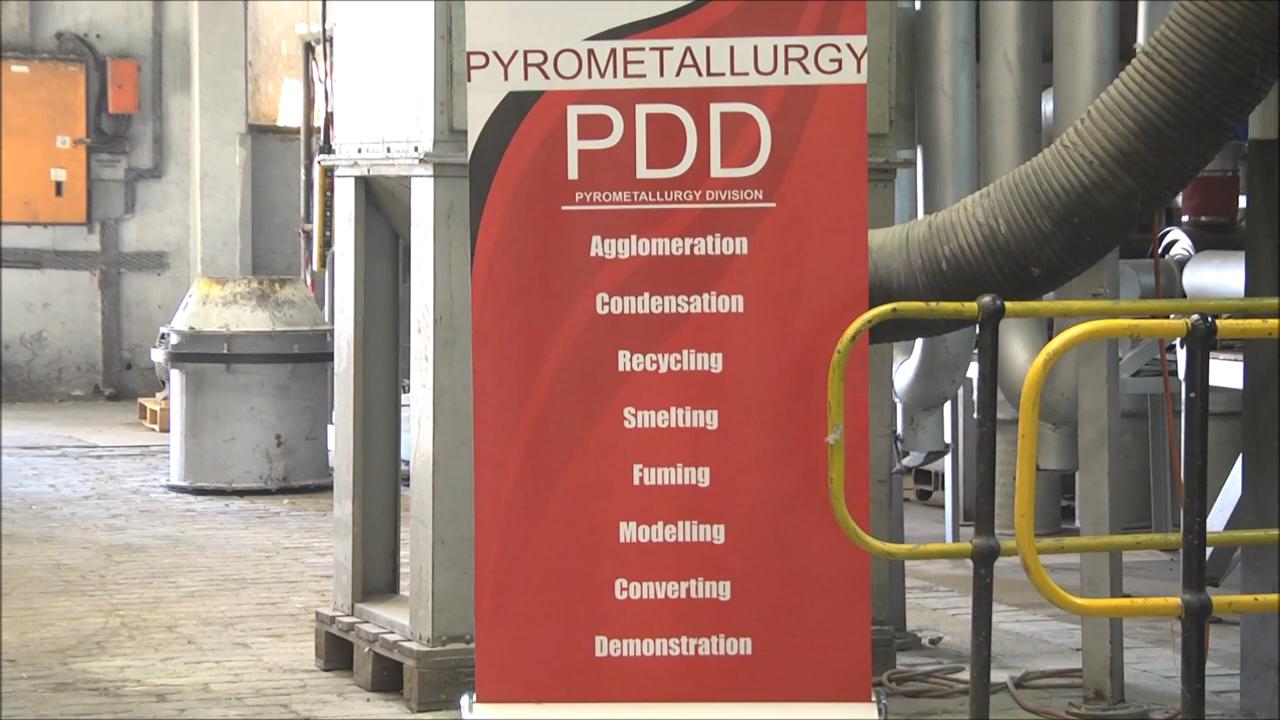 PYROMETALLURGY
PDD
PYROMETALLURGY DIVISION
Agglomeration
Condensation
Recycling
Smelting
Fuming
Modelling
Converting
Demonstration